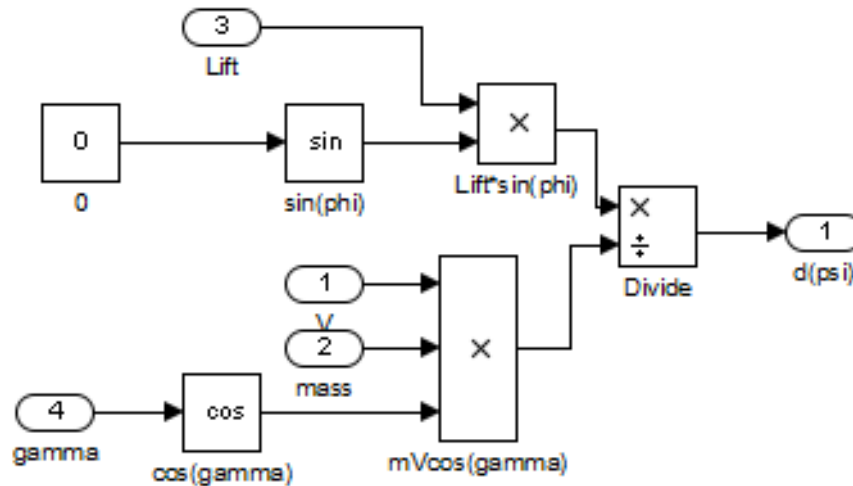 3
Lift
0
0
sin
sin(phi)
×
Lift*sin(phi)
×
÷
Divide
1
d(psi)
1
V
2
mass
4
gamma
cos
cos(gamma)
×
mVcos(gamma)